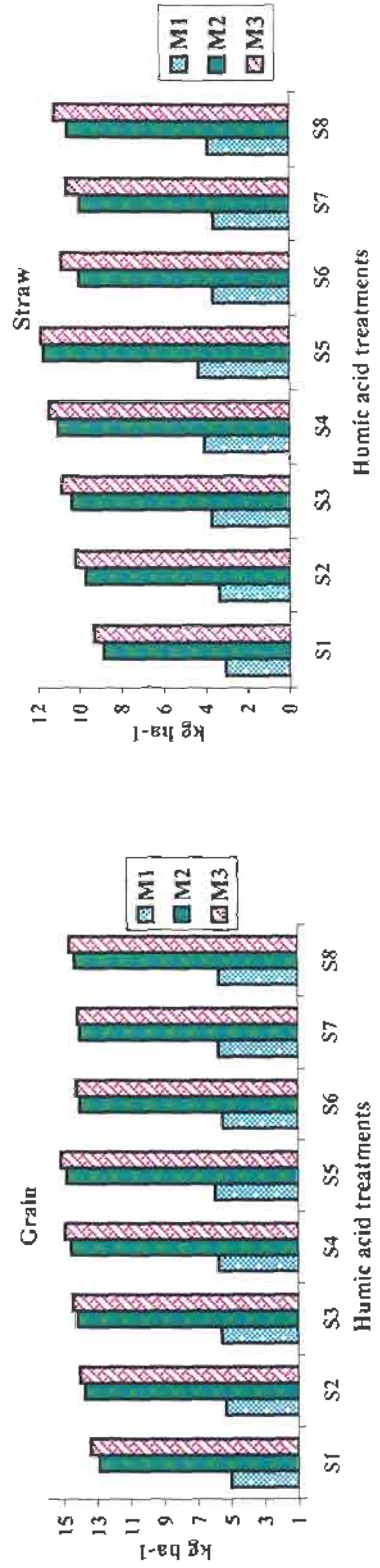 Grain
kg ha-1
15
13
11
9
7
5
3
1
S1 S2 S3 S4 S5 S6 S7 S8
Humic acid treatments
M1
M2
M3
Straw
kg ha-1
12
10
8
6
4
2
0
S1 S2 S3 S4 S5 S6 S7 S8
Humic acid treatments
M1
M2
M3